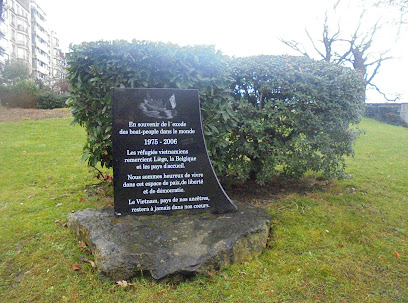 En souvenir de l'exode
des boat-people dans le monde
1975 - 2006
Les réfugiés vietnamiens
remercient Liège, la Belgique
et les pays d'accueil.
Nous sommes heureux de vivre
dans cet espace de paix, de liberté
et de démocratie.
Le Vietnam, pays de nos ancêtres,
restera à jamais dans nos coeurs.